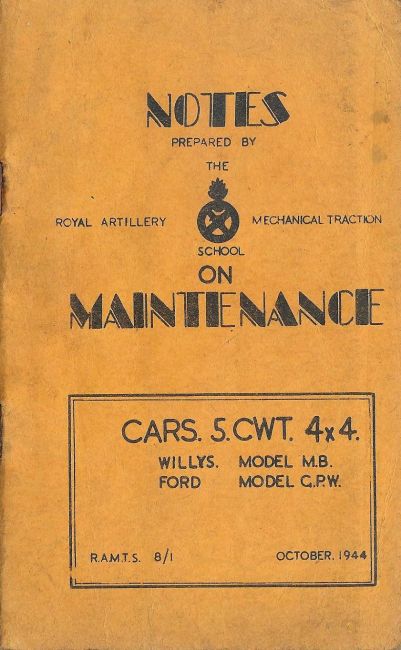 NOTES
PREPARED BY
THE
ROYAL ARTILLERY MECHANICAL TRACTION
SCHOOL
ON
MAINTENANCE
CARS. 5. CWT. 4x4.
WILLYS. MODEL M.B.
FORD MODEL G.P.W.
R.A.M.T.S. 8/1 OCTOBER. 1944